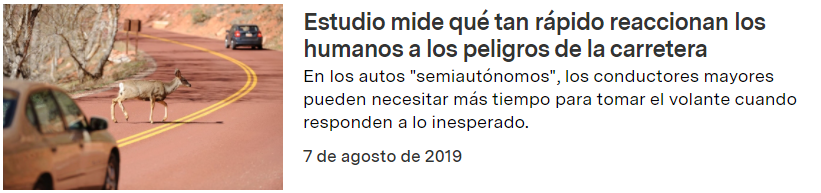 Estudio mide qué tan rápido reaccionan los
humanos a los peligros de la carretera
En los autos "semiautónomos", los conductores mayores
pueden necesitar más tiempo para tomar el volante cuando
responden a lo inesperado.
7 de agosto de 2019